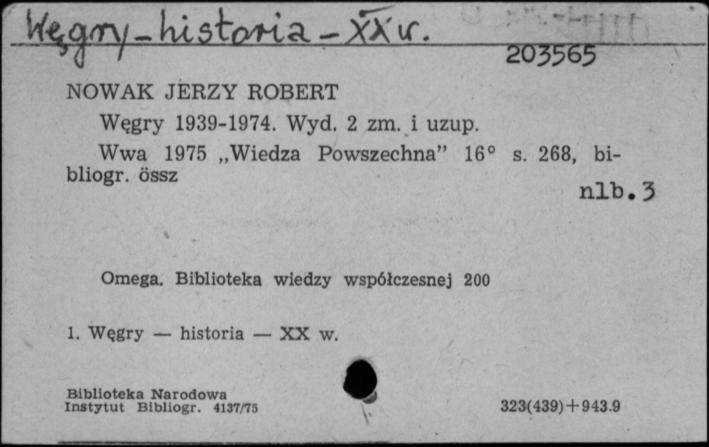 Węgry – historia – XX w.
203565
NOWAK JERZY ROBERT
Węgry 1939-1974. Wyd. 2 zm. i uzup.
Wwa 1975 „Wiedza Powszechna” 16° s. 268, bi-
bliogr. össz
nlb. 3
Omega. Biblioteka wiedzy współczesnej 200
1. Węgry — historia — XX w.
Biblioteka Narodowa
Instytut Bibliogr. 4137/75
323(439)+943.9